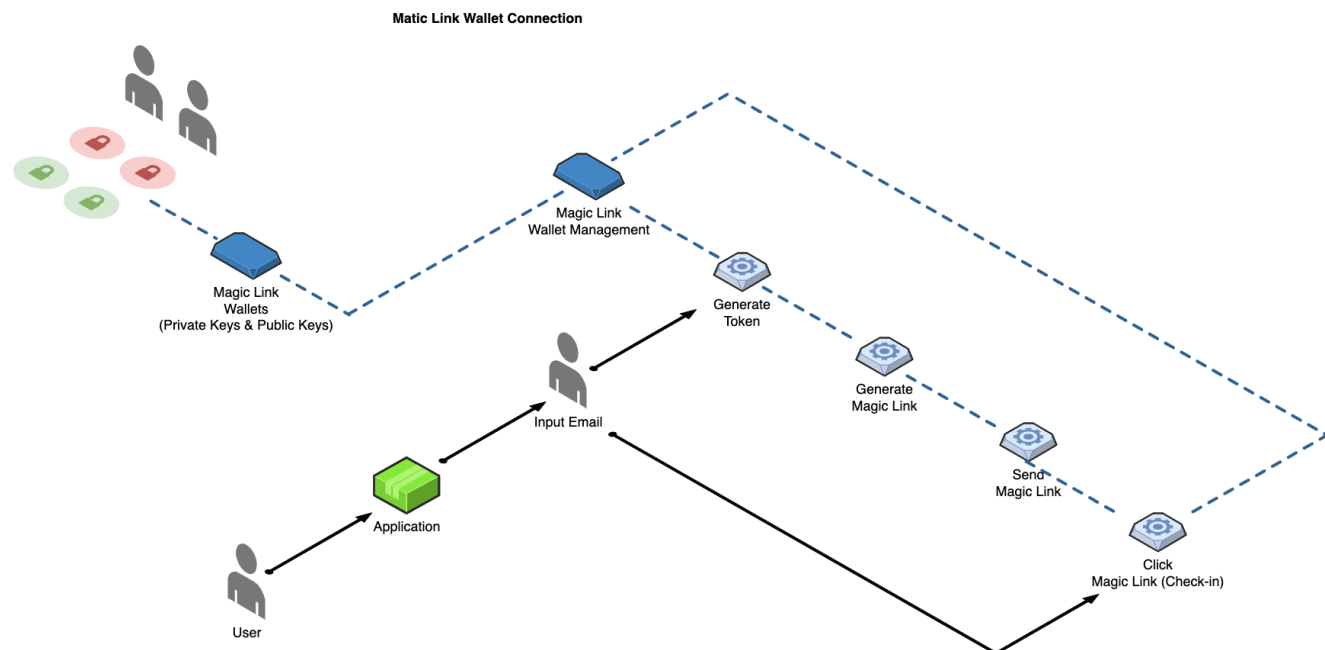 Matic Link Wallet Connection
Magic Link
Wallet Management
Magic Link
Wallets
(Private Keys & Public Keys)
Generate
Token
Generate
Magic Link
Input Email
Send
Magic Link
Application
Click
Magic Link (Check-in)
User